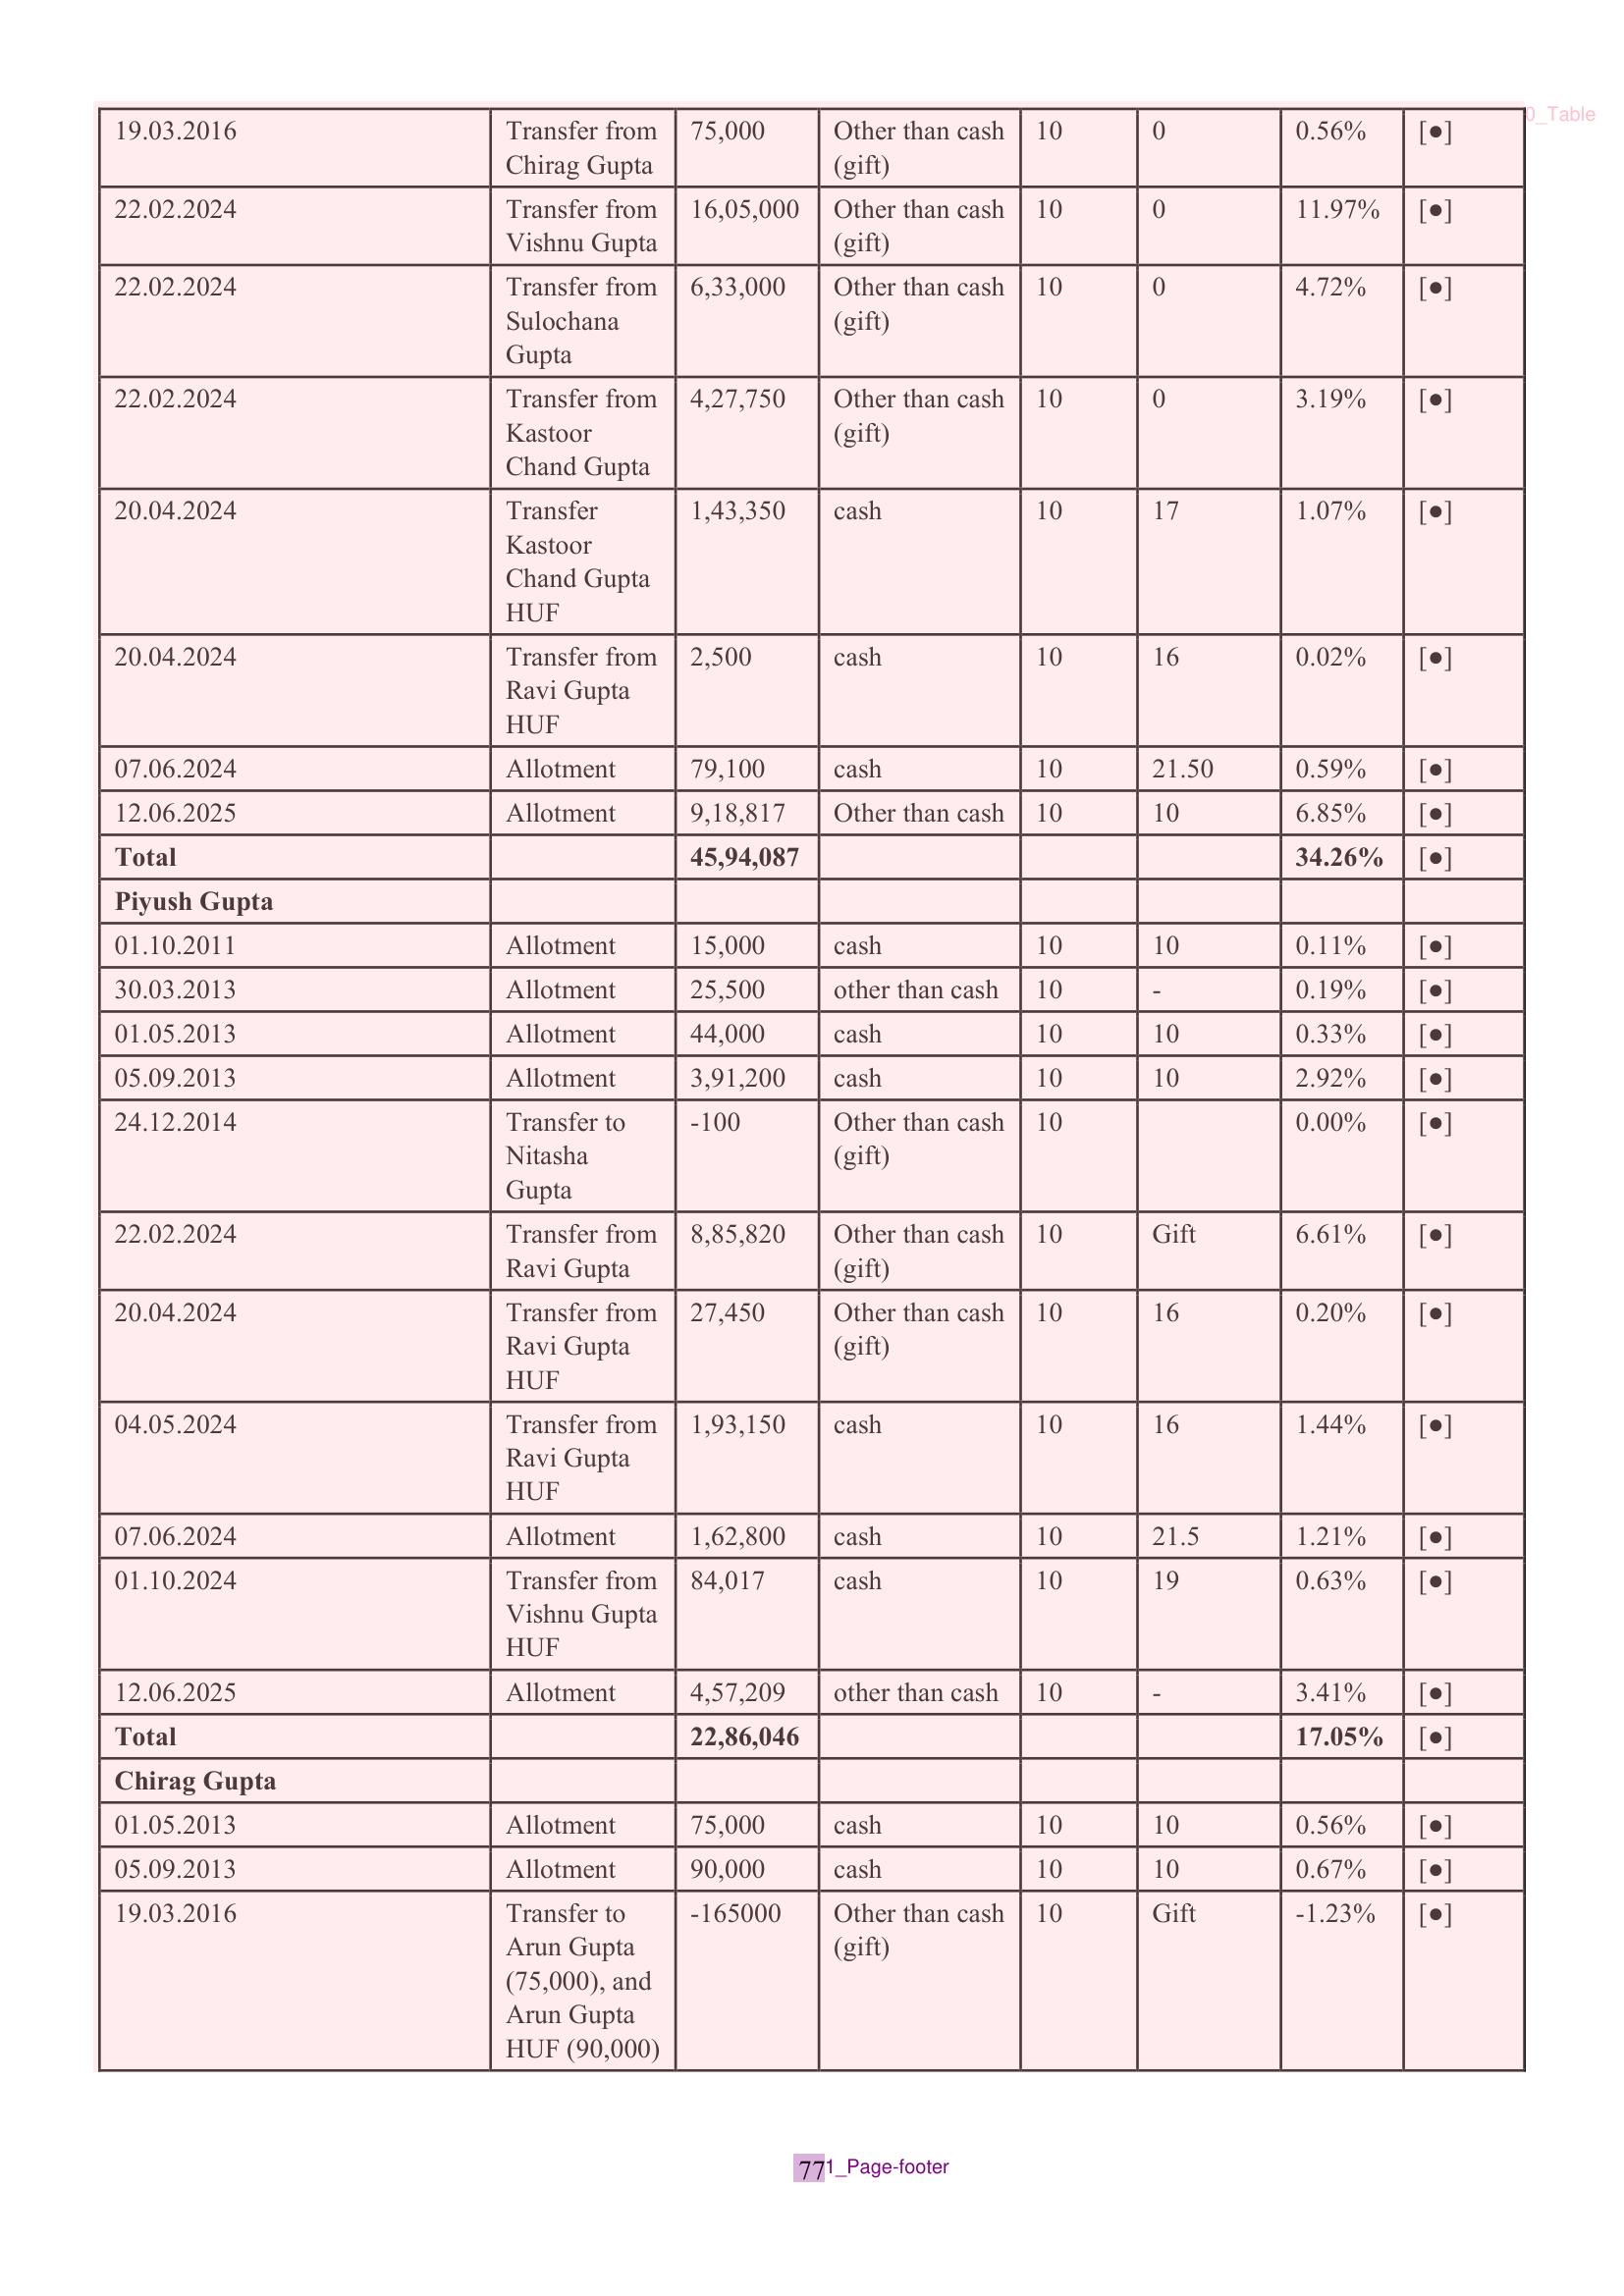 0_Table
19.03.2016 Transfer from 75,000 Other than cash 10 0 0.56% [●]
Chirag Gupta (gift)
22.02.2024 Transfer from 16,05,000 Other than cash 10 0 11.97% [●]
Vishnu Gupta (gift)
22.02.2024 Transfer from 6,33,000 Other than cash 10 0 4.72% [●]
Sulochana (gift)
Gupta
22.02.2024 Transfer from 4,27,750 Other than cash 10 0 3.19% [●]
Kastoor (gift)
Chand Gupta
20.04.2024 Transfer 1,43,350 cash 10 17 1.07% [●]
Kastoor
Chand Gupta
HUF
20.04.2024 Transfer from 2,500 cash 10 16 0.02% [●]
Ravi Gupta
HUF
07.06.2024 Allotment 79,100 cash 10 21.50 0.59% [●]
12.06.2025 Allotment 9,18,817 Other than cash 10 10 6.85% [●]
Total 45,94,087 34.26% [●]
Piyush Gupta
01.10.2011 Allotment 15,000 cash 10 10 0.11% [●]
30.03.2013 Allotment 25,500 other than cash 10 - 0.19% [●]
01.05.2013 Allotment 44,000 cash 10 10 0.33% [●]
05.09.2013 Allotment 3,91,200 cash 10 10 2.92% [●]
24.12.2014 Transfer to -100 Other than cash 10 0.00% [●]
Nitasha (gift)
Gupta
22.02.2024 Transfer from 8,85,820 Other than cash 10 Gift 6.61% [●]
Ravi Gupta (gift)
20.04.2024 Transfer from 27,450 Other than cash 10 16 0.20% [●]
Ravi Gupta (gift)
HUF
04.05.2024 Transfer from 1,93,150 cash 10 16 1.44% [●]
Ravi Gupta
HUF
07.06.2024 Allotment 1,62,800 cash 10 21.5 1.21% [●]
01.10.2024 Transfer from 84,017 cash 10 19 0.63% [●]
Vishnu Gupta
HUF
12.06.2025 Allotment 4,57,209 other than cash 10 - 3.41% [●]
Total 22,86,046 17.05% [●]
Chirag Gupta
01.05.2013 Allotment 75,000 cash 10 10 0.56% [●]
05.09.2013 Allotment 90,000 cash 10 10 0.67% [●]
19.03.2016 Transfer to -165000 Other than cash 10 Gift -1.23% [●]
Arun Gupta (gift)
(75,000), and
Arun Gupta
HUF (90,000)
77 1_Page-footer